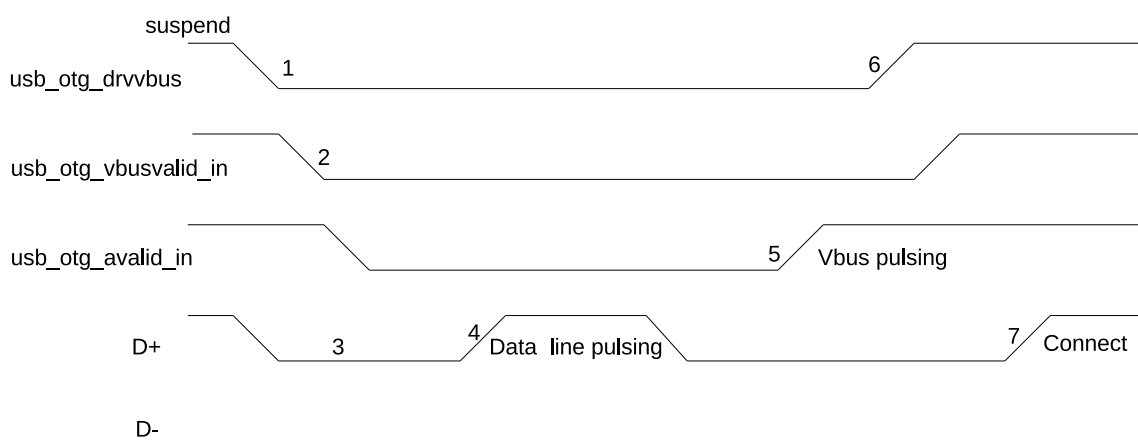 suspend
usb_otg_drvvbus
1
6
usb_otg_vbusvalid_in
2
usb_otg_avalid_in
5
Vbus pulsing
D+
3
4
Data line pulsing
7
Connect
D-